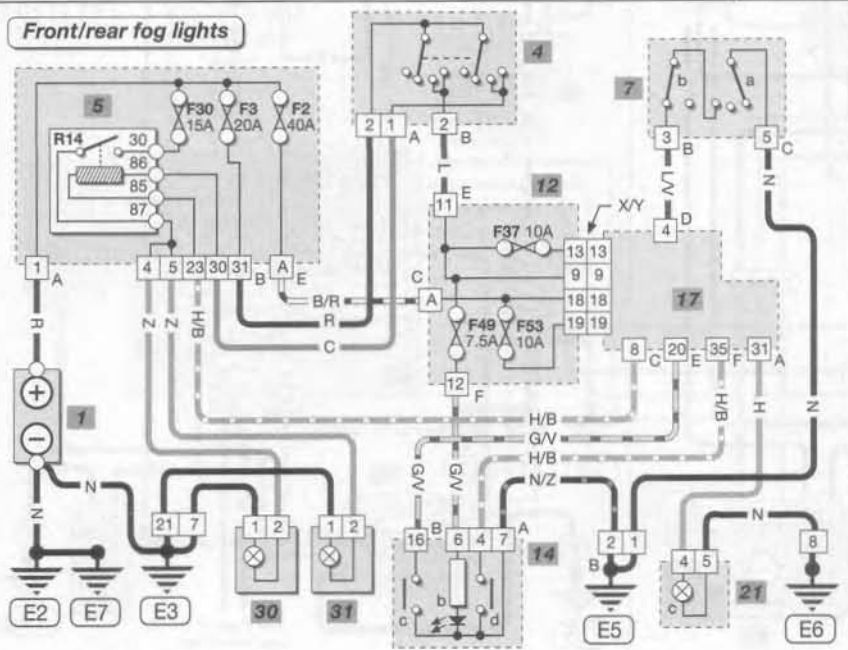 Front/rear fog lights
5
F30
15A
F3
20A
F2
40A
R14
30
86
85
87
1
A
4
5
23
30
31
B
A
E
4
2
1
A
2
B
7
b
a
3
B
5
C
L
L/V
N
11
E
12
X/Y
F37 10A
4
D
13
13
9
9
18
18
19
19
C
A
F49
7.5A
F53
10A
17
12
F
8
C
20
E
35
F
31
A
B/R
R
C
R
Z
Z
H/B
1
+
−
H/B
G/V
H/B
N/Z
H/B
H
N
G/V
G/V
N
N
21
7
1
2
1
2
16
B
6
4
7
A
14
c
b
d
2
1
B
N
4
5
8
21
c
E2
E7
E3
30
31
E5
E6